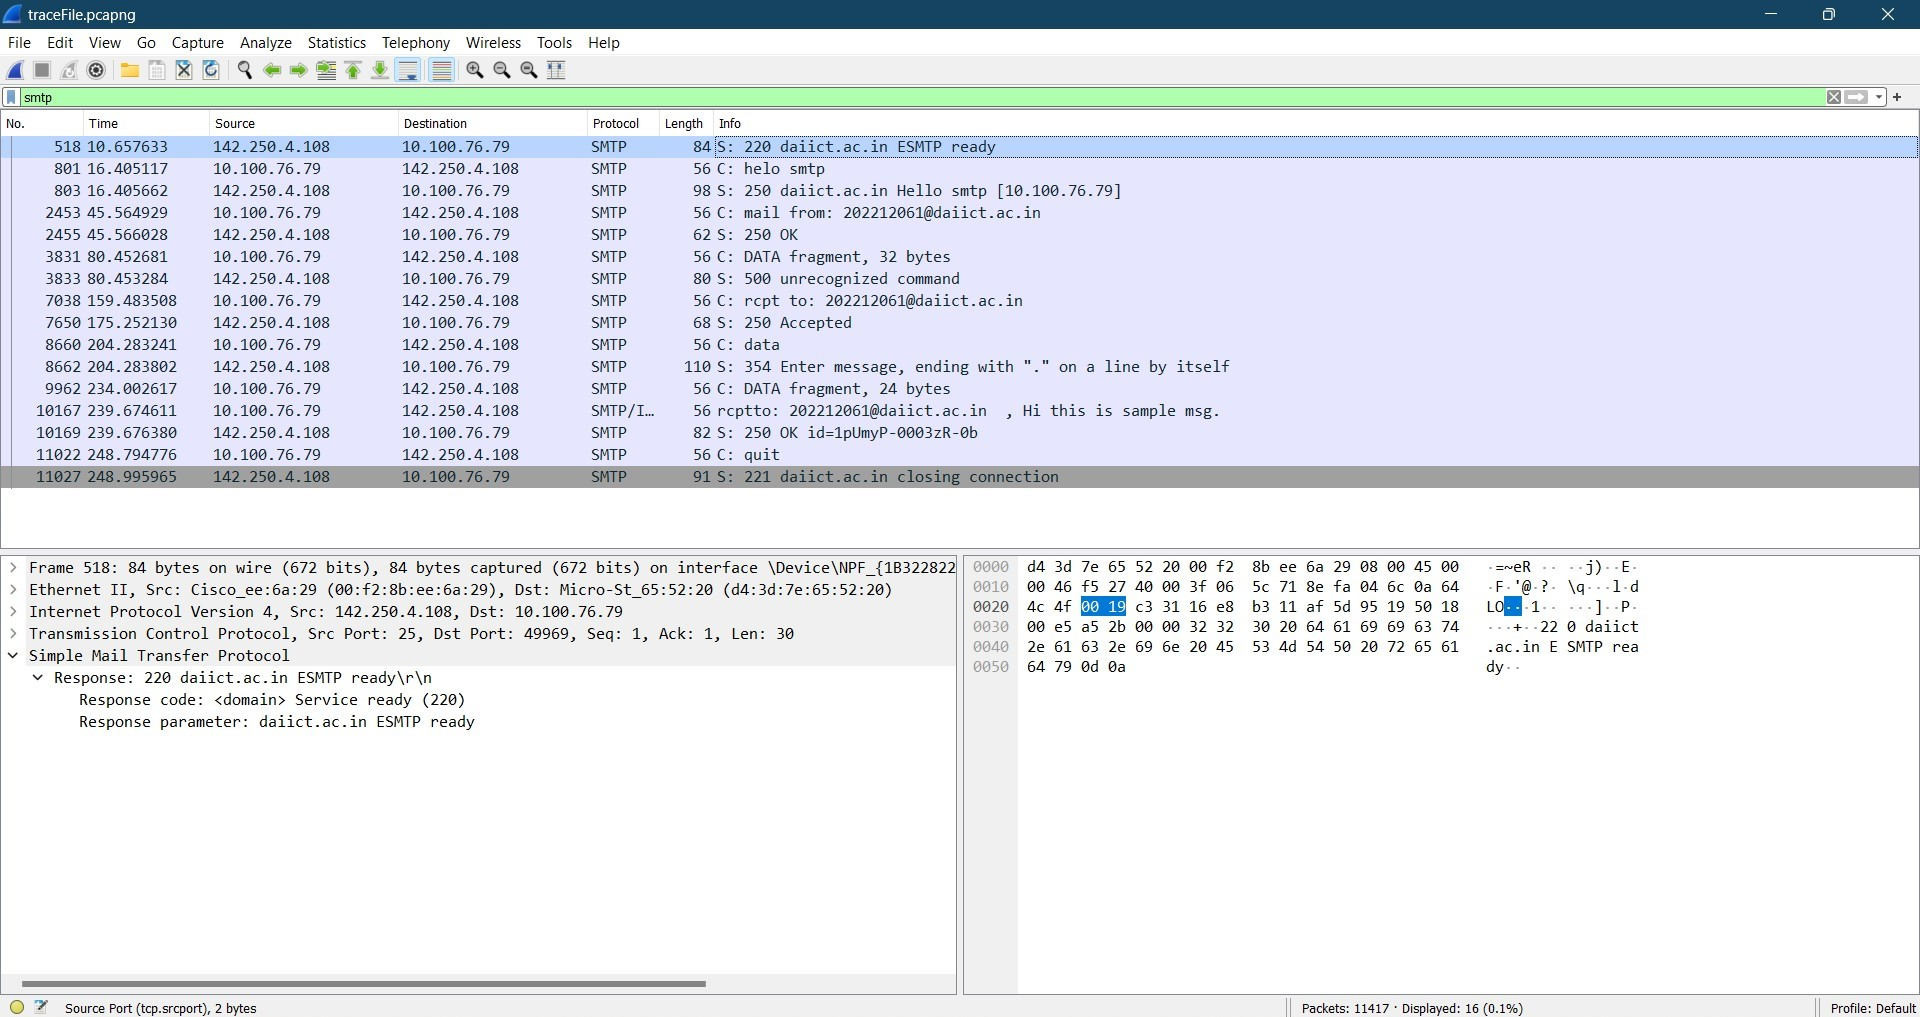 traceFile.pcapng
File Edit View Go Capture Analyze Statistics Telephony Wireless Tools Help
smtp
No. Time Source Destination Protocol Length Info
518 10.657633 142.250.4.108 10.100.76.79 SMTP 84 S: 220 daiict.ac.in ESMTP ready
801 16.405117 10.100.76.79 142.250.4.108 SMTP 56 C: helo smtp
803 16.405662 142.250.4.108 10.100.76.79 SMTP 98 S: 250 daiict.ac.in Hello smtp [10.100.76.79]
2453 45.564929 10.100.76.79 142.250.4.108 SMTP 56 C: mail from: 202212061@daiict.ac.in
2455 45.566028 142.250.4.108 10.100.76.79 SMTP 62 S: 250 OK
3831 80.452681 10.100.76.79 142.250.4.108 SMTP 56 C: DATA fragment, 32 bytes
3833 80.453284 142.250.4.108 10.100.76.79 SMTP 80 S: 500 unrecognized command
7038 159.483508 10.100.76.79 142.250.4.108 SMTP 56 C: rcpt to: 202212061@daiict.ac.in
7650 175.252130 142.250.4.108 10.100.76.79 SMTP 68 S: 250 Accepted
8660 204.283241 10.100.76.79 142.250.4.108 SMTP 56 C: data
8662 204.283802 142.250.4.108 10.100.76.79 SMTP 110 S: 354 Enter message, ending with "." on a line by itself
9962 234.002617 10.100.76.79 142.250.4.108 SMTP 56 C: DATA fragment, 24 bytes
10167 239.674611 10.100.76.79 142.250.4.108 SMTP/I… 56 rcptto: 202212061@daiict.ac.in , Hi this is sample msg.
10169 239.676380 142.250.4.108 10.100.76.79 SMTP 82 S: 250 OK id=1pUmyP-0003zR-0b
11022 248.794776 10.100.76.79 142.250.4.108 SMTP 56 C: quit
11027 248.995965 142.250.4.108 10.100.76.79 SMTP 91 S: 221 daiict.ac.in closing connection
Frame 518: 84 bytes on wire (672 bits), 84 bytes captured (672 bits) on interface \Device\NPF_{1B322822
Ethernet II, Src: Cisco_ee:6a:29 (00:f2:8b:ee:6a:29), Dst: Micro-St_65:52:20 (d4:3d:7e:65:52:20)
Internet Protocol Version 4, Src: 142.250.4.108, Dst: 10.100.76.79
Transmission Control Protocol, Src Port: 25, Dst Port: 49969, Seq: 1, Ack: 1, Len: 30
Simple Mail Transfer Protocol
Response: 220 daiict.ac.in ESMTP ready\r\n
Response code: <domain> Service ready (220)
Response parameter: daiict.ac.in ESMTP ready
0000 d4 3d 7e 65 52 20 00 f2 8b ee 6a 29 08 00 45 00 ·=~eR ·· ··j)··E·
0010 00 46 f5 27 40 00 3f 06 5c 71 8e fa 04 6c 0a 64 ·F·'@·?· \q···l·d
0020 4c 4f 00 19 c3 31 16 e8 b3 11 af 5d 95 19 50 18 LO···1·· ···]··P·
0030 00 e5 a5 2b 00 00 32 32 30 20 64 61 69 69 63 74 ···+··22 0 daiict
0040 2e 61 63 2e 69 6e 20 45 53 4d 54 50 20 72 65 61 .ac.in E SMTP rea
0050 64 79 0d 0a dy··
Source Port (tcp.srcport), 2 bytes
Packets: 11417 · Displayed: 16 (0.1%)
Profile: Default